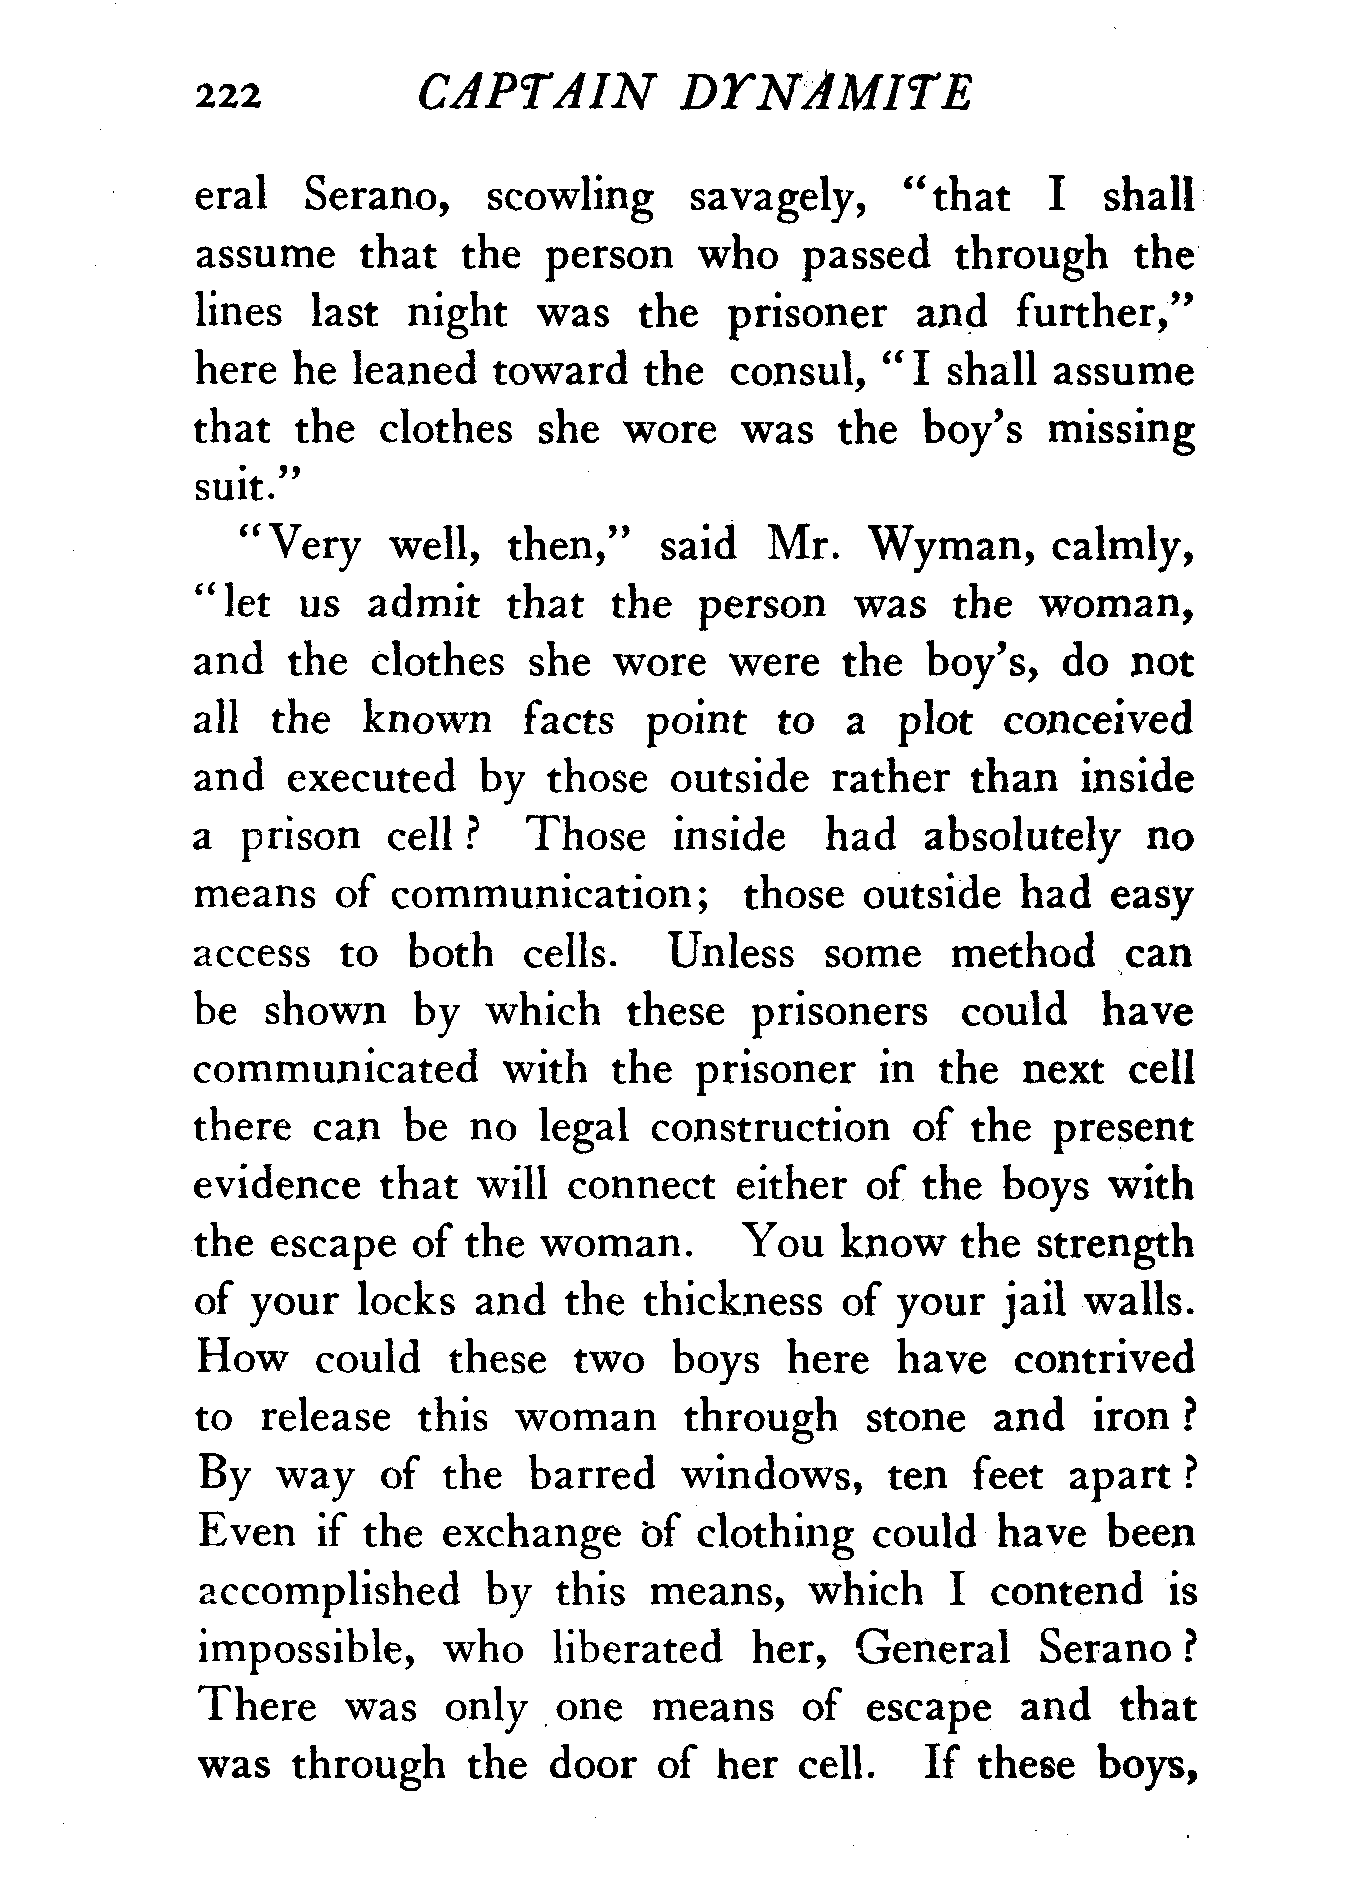 222 CAPTAIN DYNAMITE
eral Serano, scowling savagely, “that I shall
assume that the person who passed through the
lines last night was the prisoner and further,”
here he leaned toward the consul, “I shall assume
that the clothes she wore was the boy’s missing
suit.”
“Very well, then,” said Mr. Wyman, calmly,
“let us admit that the person was the woman,
and the clothes she wore were the boy’s, do not
all the known facts point to a plot conceived
and executed by those outside rather than inside
a prison cell? Those inside had absolutely no
means of communication; those outside had easy
access to both cells. Unless some method can
be shown by which these prisoners could have
communicated with the prisoner in the next cell
there can be no legal construction of the present
evidence that will connect either of the boys with
the escape of the woman. You know the strength
of your locks and the thickness of your jail walls.
How could these two boys here have contrived
to release this woman through stone and iron?
By way of the barred windows, ten feet apart?
Even if the exchange of clothing could have been
accomplished by this means, which I contend is
impossible, who liberated her, General Serano?
There was only one means of escape and that
was through the door of her cell. If these boys,